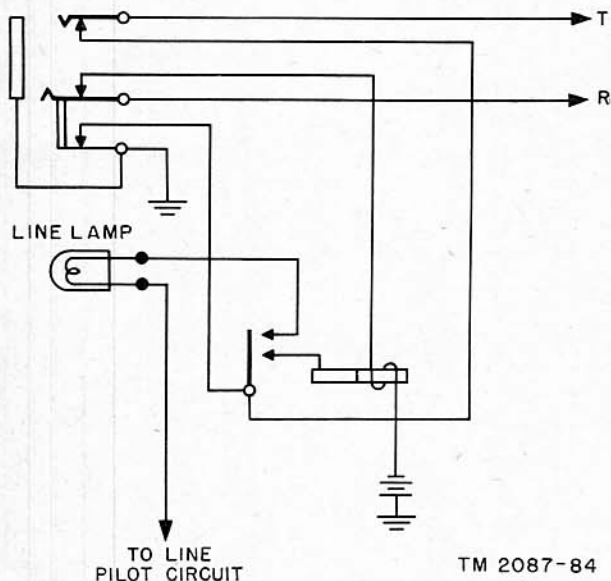 T
R
LINE LAMP
TO LINE
PILOT CIRCUIT
TM 2087-84